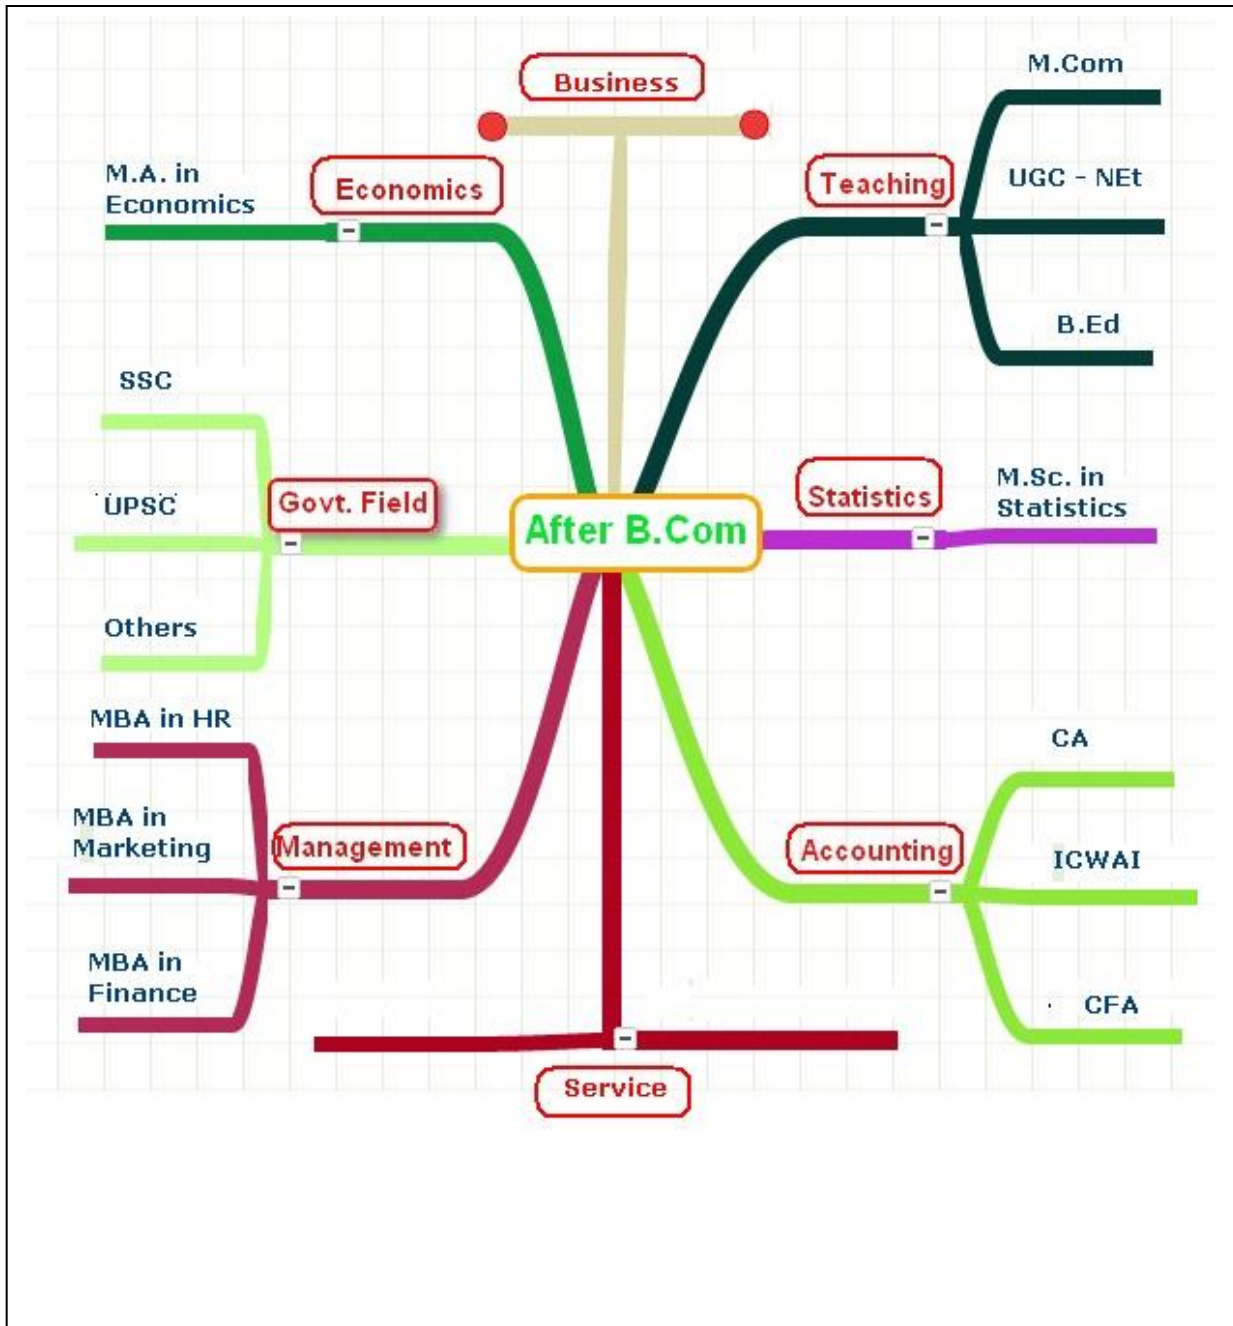 Business
M.Com
M.A. in
Economics
Economics
Teaching
UGC - NEt
B.Ed
SSC
UPSC
Govt. Field
Others
After B.Com
Statistics
M.Sc. in
Statistics
MBA in HR
MBA in
Marketing
Management
MBA in
Finance
Accounting
CA
ICWAI
CFA
Service